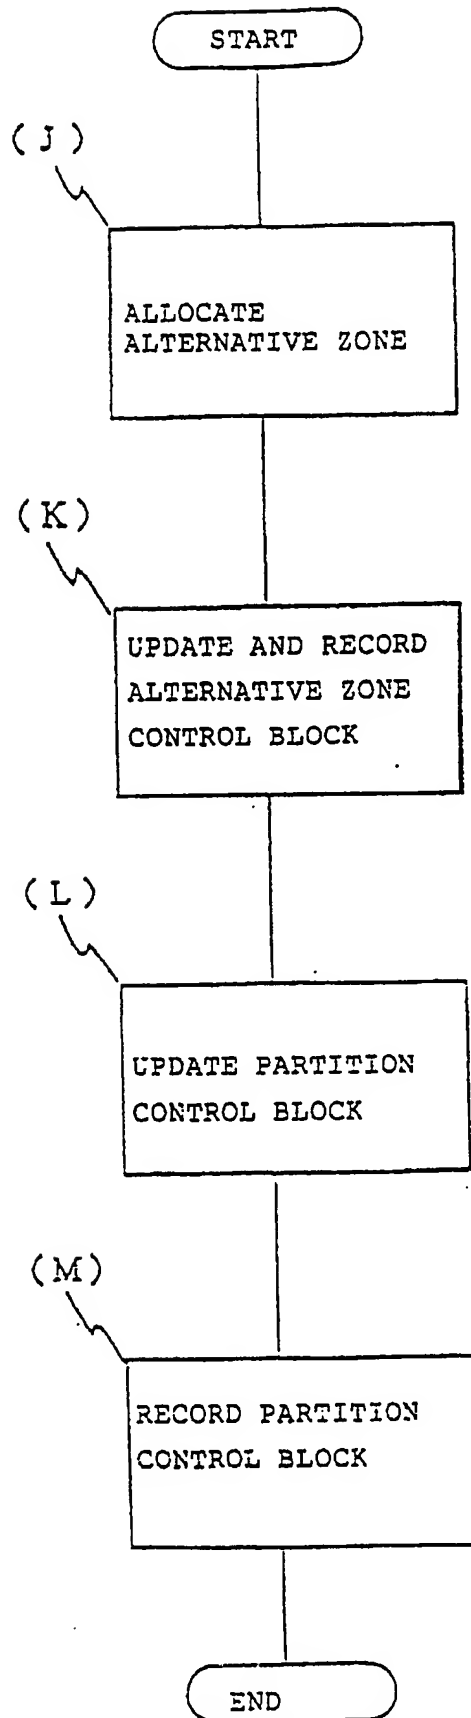 START
(J)
ALLOCATE
ALTERNATIVE ZONE
(K)
UPDATE AND RECORD
ALTERNATIVE ZONE
CONTROL BLOCK
(L)
UPDATE PARTITION
CONTROL BLOCK
(M)
RECORD PARTITION
CONTROL BLOCK
END